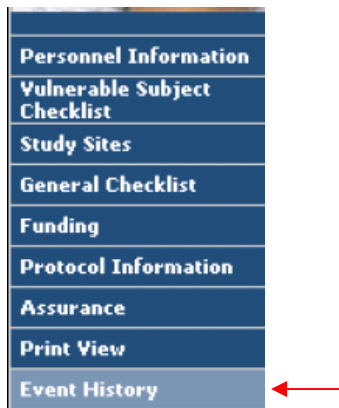 Personnel Information
Vulnerable Subject
Checklist
Study Sites
General Checklist
Funding
Protocol Information
Assurance
Print View
Event History